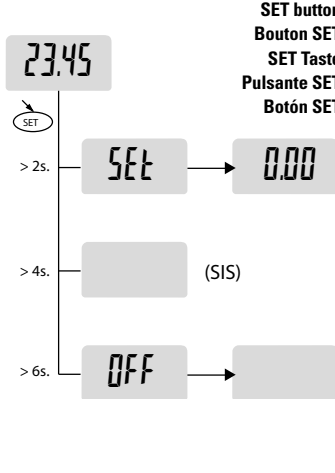 SET button
Bouton SET
SET Taste
Pulsante SET
Botón SET
23.45
SET
> 2s.
SEt
0.00
> 4s.
(SIS)
> 6s.
OFF